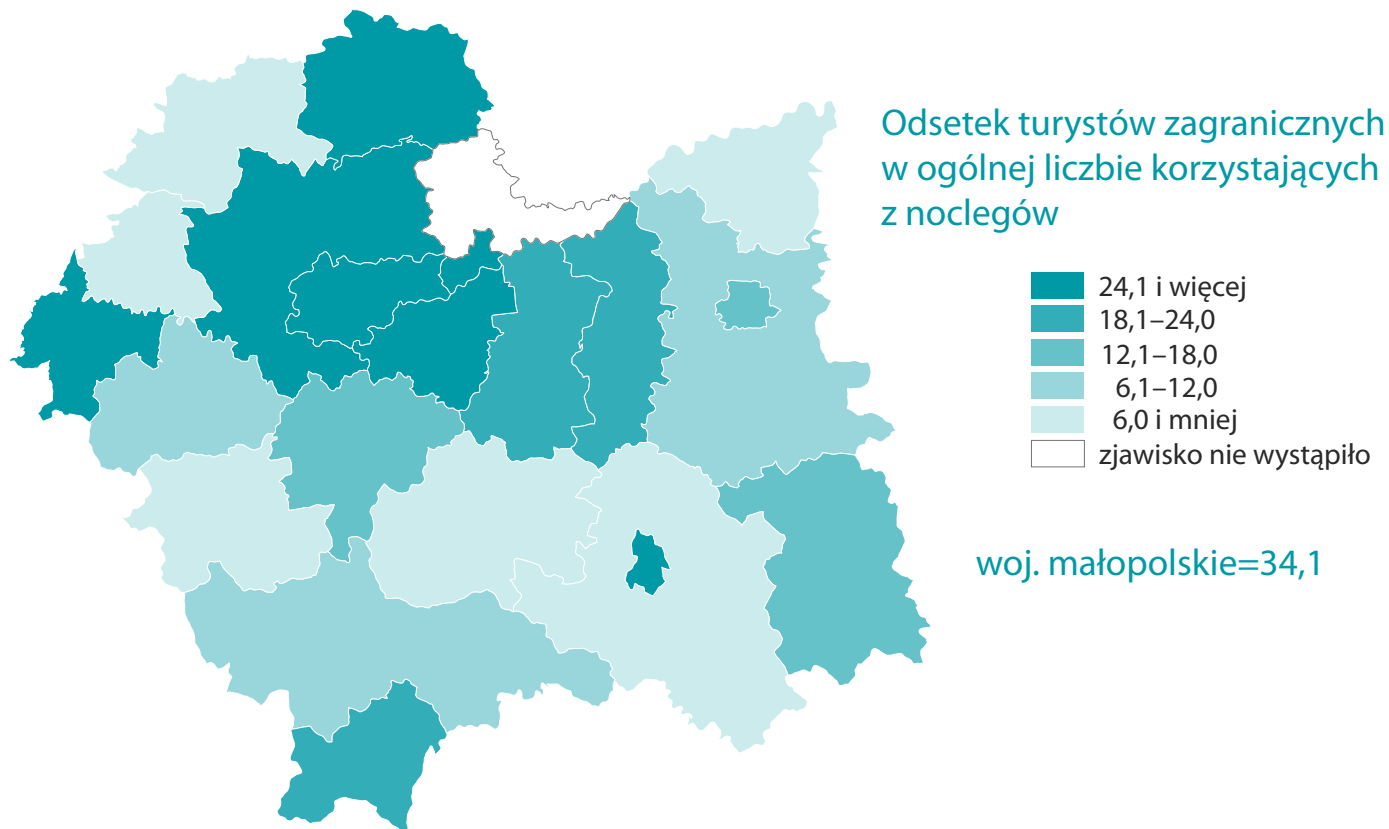 Odsetek turystów zagranicznych
w ogólnej liczbie korzystających
z noclegów
24,1 i więcej
18,1–24,0
12,1–18,0
6,1–12,0
6,0 i mniej
zjawisko nie wystąpiło
woj. małopolskie=34,1